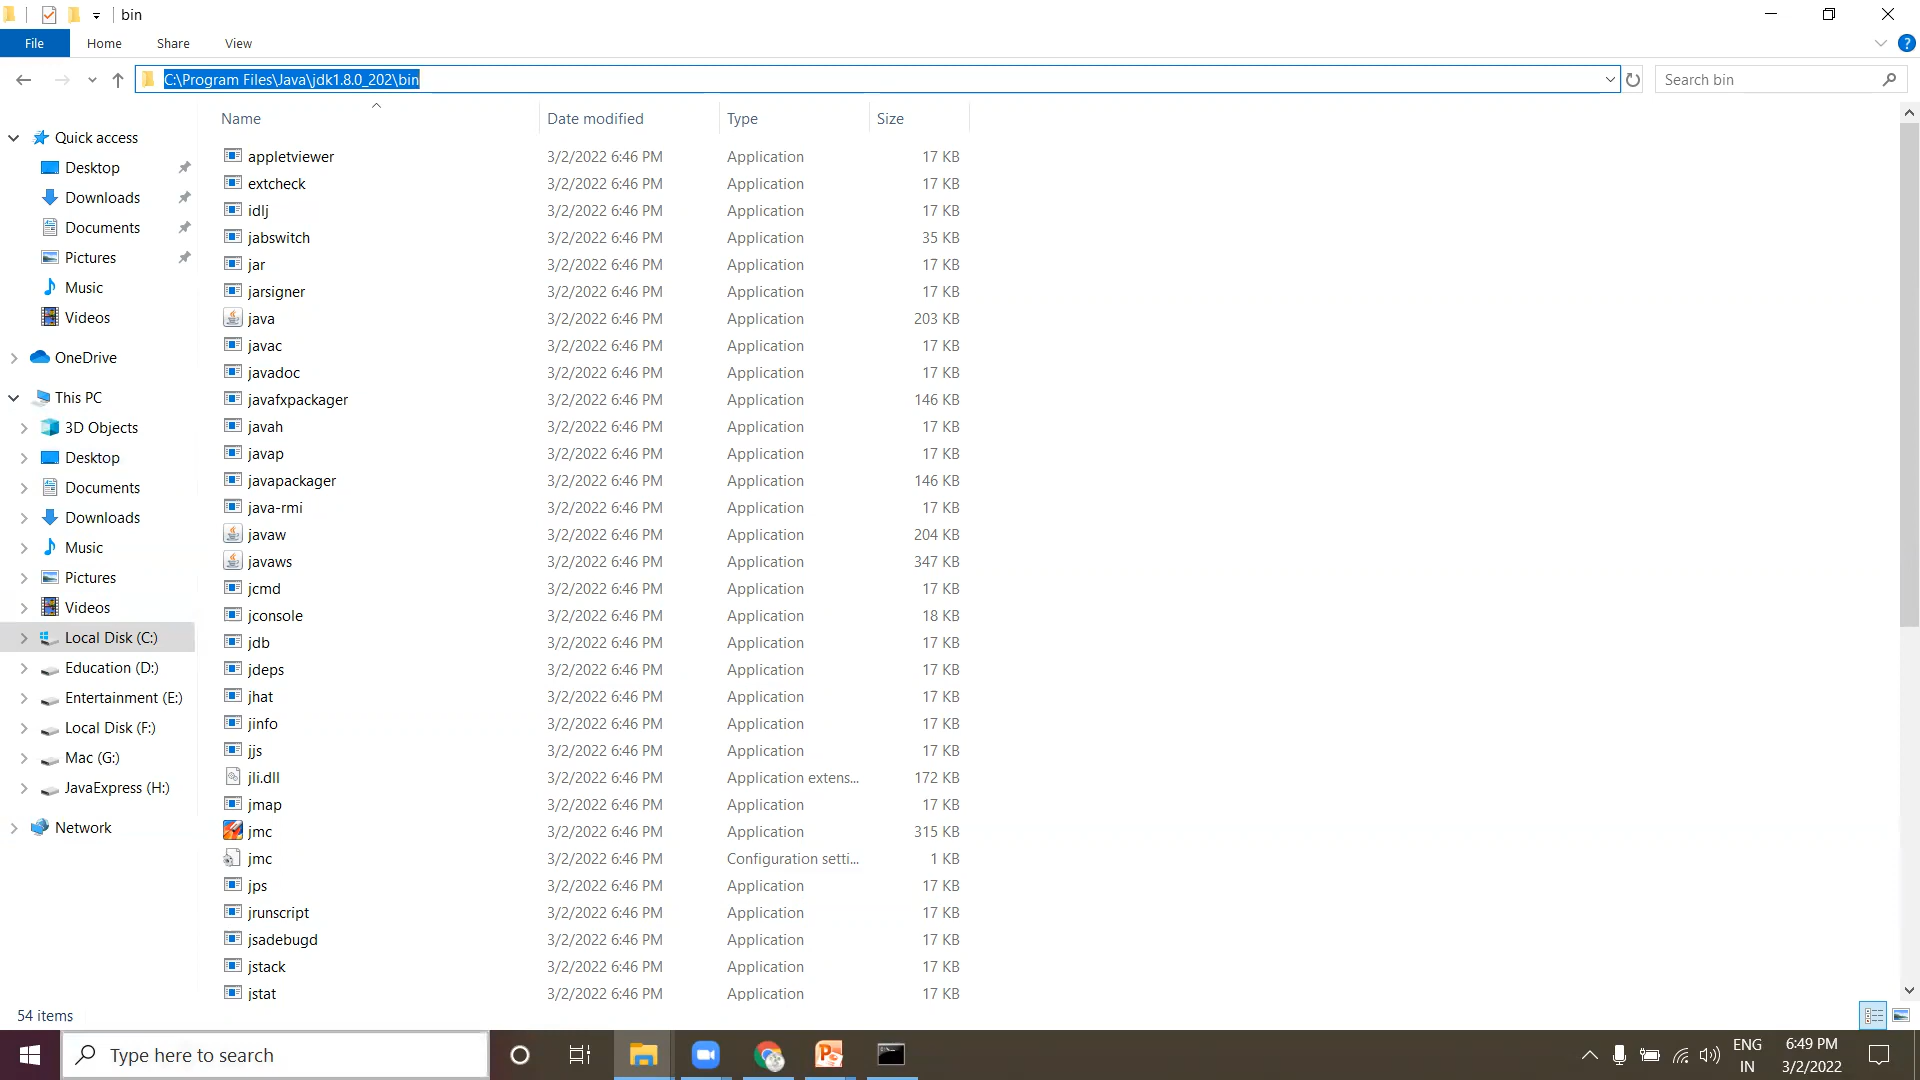 bin
File Home Share View
C:\Program Files\Java\jdk1.8.0_202\bin Search bin
Name Date modified Type Size
Quick access
Desktop
Downloads
Documents
Pictures
Music
Videos
OneDrive
This PC
3D Objects
Desktop
Documents
Downloads
Music
Pictures
Videos
Local Disk (C:)
Education (D:)
Entertainment (E:)
Local Disk (F:)
Mac (G:)
JavaExpress (H:)
Network
appletviewer 3/2/2022 6:46 PM Application 17 KB
extcheck 3/2/2022 6:46 PM Application 17 KB
idlj 3/2/2022 6:46 PM Application 17 KB
jabswitch 3/2/2022 6:46 PM Application 35 KB
jar 3/2/2022 6:46 PM Application 17 KB
jarsigner 3/2/2022 6:46 PM Application 17 KB
java 3/2/2022 6:46 PM Application 203 KB
javac 3/2/2022 6:46 PM Application 17 KB
javadoc 3/2/2022 6:46 PM Application 17 KB
javafxpackager 3/2/2022 6:46 PM Application 146 KB
javah 3/2/2022 6:46 PM Application 17 KB
javap 3/2/2022 6:46 PM Application 17 KB
javapackager 3/2/2022 6:46 PM Application 146 KB
java-rmi 3/2/2022 6:46 PM Application 17 KB
javaw 3/2/2022 6:46 PM Application 204 KB
javaws 3/2/2022 6:46 PM Application 347 KB
jcmd 3/2/2022 6:46 PM Application 17 KB
jconsole 3/2/2022 6:46 PM Application 18 KB
jdb 3/2/2022 6:46 PM Application 17 KB
jdeps 3/2/2022 6:46 PM Application 17 KB
jhat 3/2/2022 6:46 PM Application 17 KB
jinfo 3/2/2022 6:46 PM Application 17 KB
jjs 3/2/2022 6:46 PM Application 17 KB
jli.dll 3/2/2022 6:46 PM Application extens... 172 KB
jmap 3/2/2022 6:46 PM Application 17 KB
jmc 3/2/2022 6:46 PM Application 315 KB
jmc 3/2/2022 6:46 PM Configuration setti... 1 KB
jps 3/2/2022 6:46 PM Application 17 KB
jrunscript 3/2/2022 6:46 PM Application 17 KB
jsadebugd 3/2/2022 6:46 PM Application 17 KB
jstack 3/2/2022 6:46 PM Application 17 KB
jstat 3/2/2022 6:46 PM Application 17 KB
54 items
Type here to search
ENG 6:49 PM
IN 3/2/2022